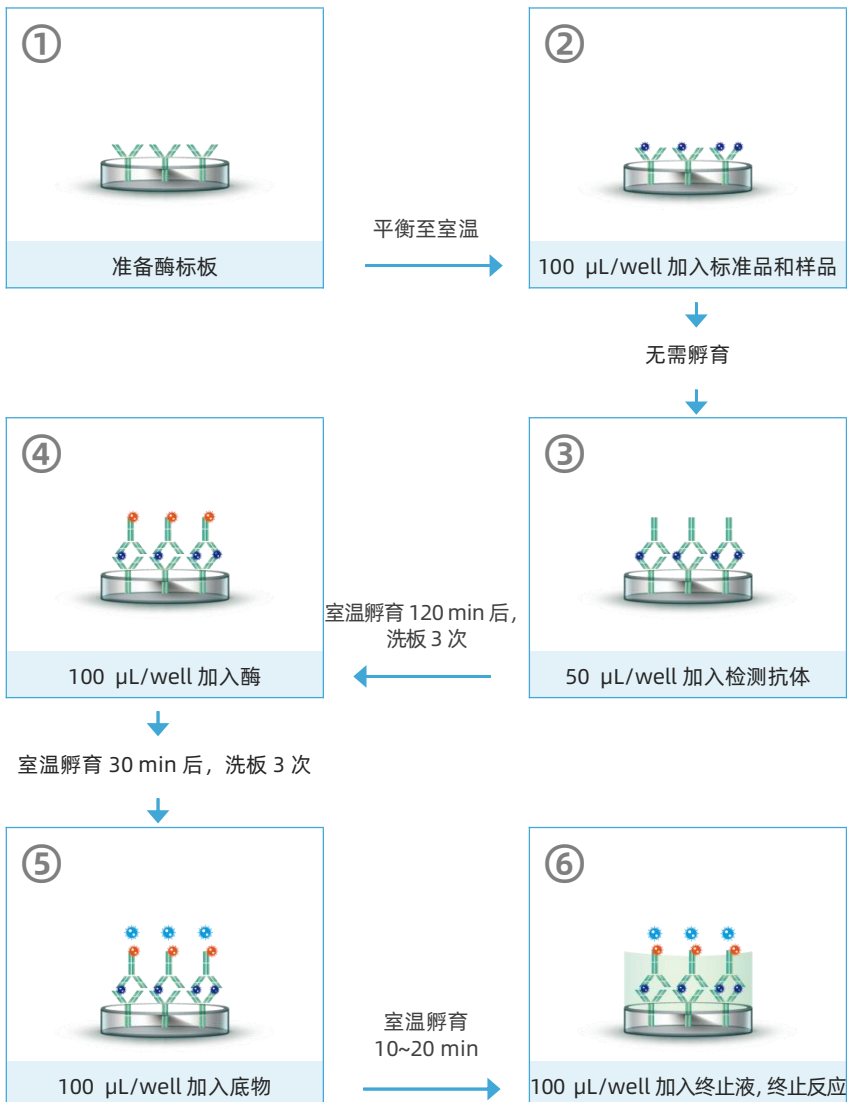 ①
准备酶标板
平衡至室温
②
100 μL/well 加入标准品和样品
无需孵育
③
50 μL/well 加入检测抗体
室温孵育 120 min 后,
洗板 3 次
④
100 μL/well 加入酶
室温孵育 30 min 后，洗板 3 次
⑤
100 μL/well 加入底物
室温孵育
10~20 min
⑥
100 μL/well 加入终止液, 终止反应